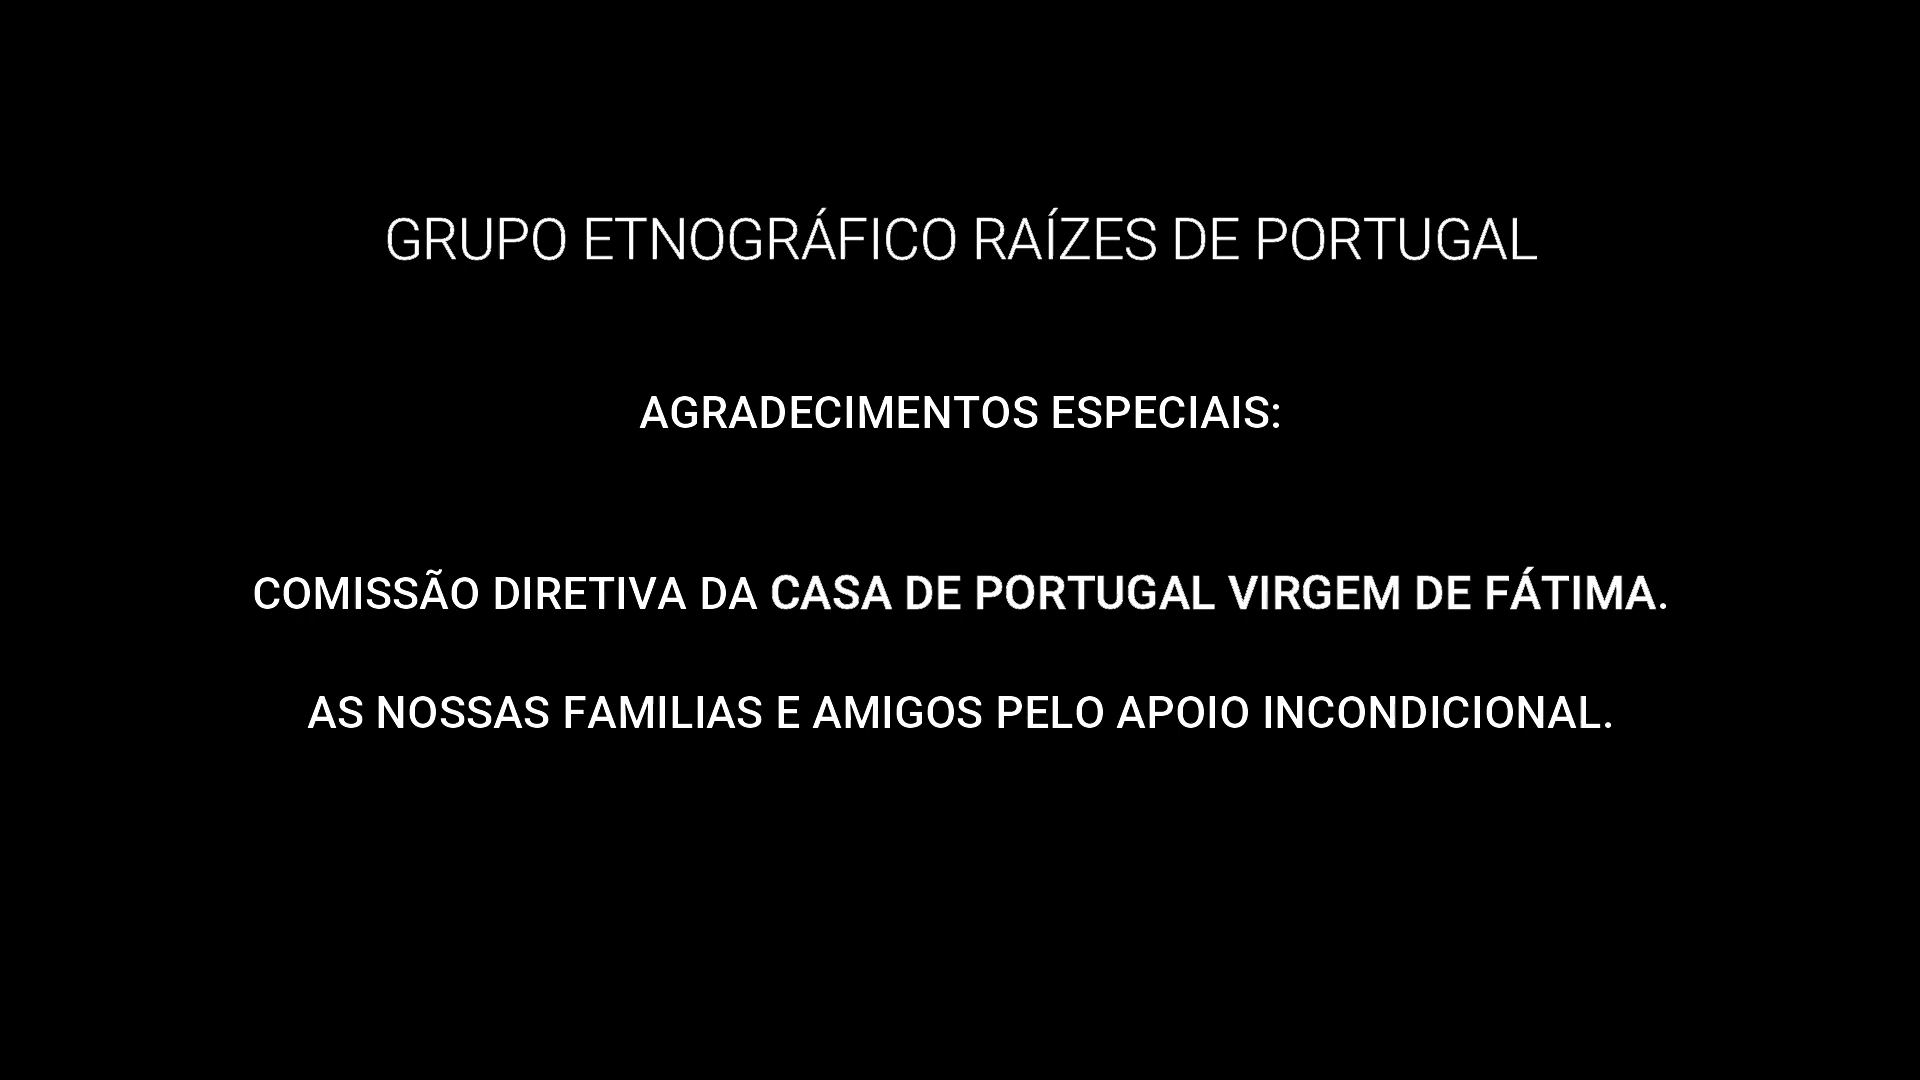 GRUPO ETNOGRÁFICO RAÍZES DE PORTUGAL
AGRADECIMENTOS ESPECIAIS:
COMISSÃO DIRETIVA DA CASA DE PORTUGAL VIRGEM DE FÁTIMA.
AS NOSSAS FAMILIAS E AMIGOS PELO APOIO INCONDICIONAL.